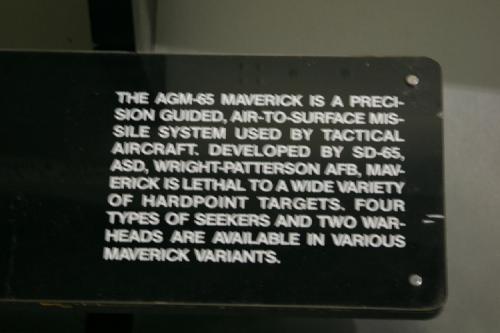 THE AGM-65 MAVERICK IS A PRECI-
SION GUIDED, AIR-TO-SURFACE MIS-
SILE SYSTEM USED BY TACTICAL
AIRCRAFT. DEVELOPED BY SD-65,
ASD, WRIGHT-PATTERSON AFB, MAV-
ERICK IS LETHAL TO A WIDE VARIETY
OF HARDPOINT TARGETS. FOUR
TYPES OF SEEKERS AND TWO WAR-
HEADS ARE AVAILABLE IN VARIOUS
MAVERICK VARIANTS.